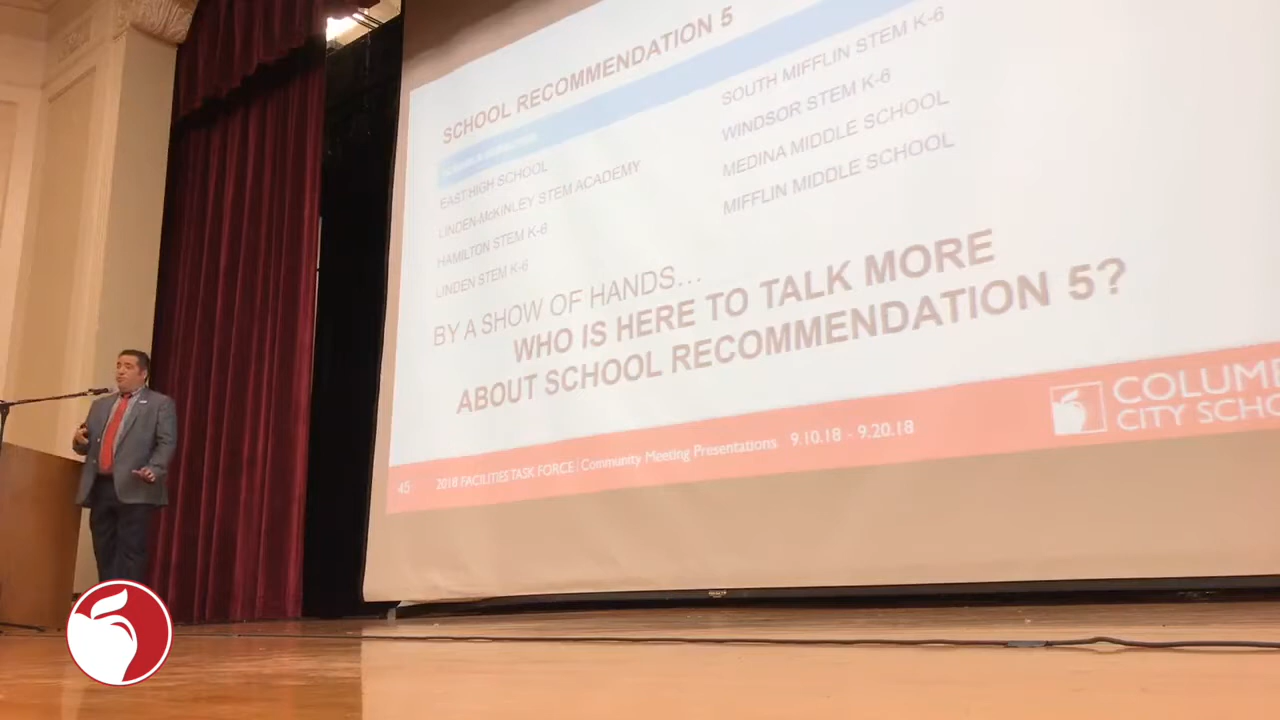 SCHOOL RECOMMENDATION 5
EAST HIGH SCHOOL
LINDEN-McKINLEY STEM ACADEMY
HAMILTON STEM K-6
LINDEN STEM K-6
SOUTH MIFFLIN STEM K-6
WINDSOR STEM K-6
MEDINA MIDDLE SCHOOL
MIFFLIN MIDDLE SCHOOL
BY A SHOW OF HANDS...
WHO IS HERE TO TALK MORE
ABOUT SCHOOL RECOMMENDATION 5?
45 2018 FACILITIES TASK FORCE | Community Meeting Presentations 9.10.18 - 9.20.18
COLUMB
CITY SCHO